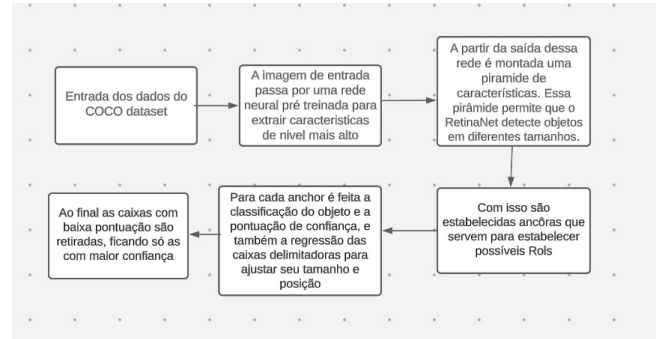 Entrada dos dados do
COCO dataset
A imagem de entrada
passa por uma rede
neural pré treinada para
extrair caracteristicas
de nivel mais alto
A partir da saída dessa
rede é montada uma
piramide de
características. Essa
pirâmide permite que o
RetinaNet detecte objetos
em diferentes tamanhos.
Com isso são
estabelecidas ancôras que
servem para estabelecer
possíveis RoIs
Para cada anchor é feita a
classificação do objeto e a
pontuação de confiança, e
também a regressão das
caixas delimitadoras para
ajustar seu tamanho e
posição
Ao final as caixas com
baixa pontuação são
retiradas, ficando só as
com maior confiança